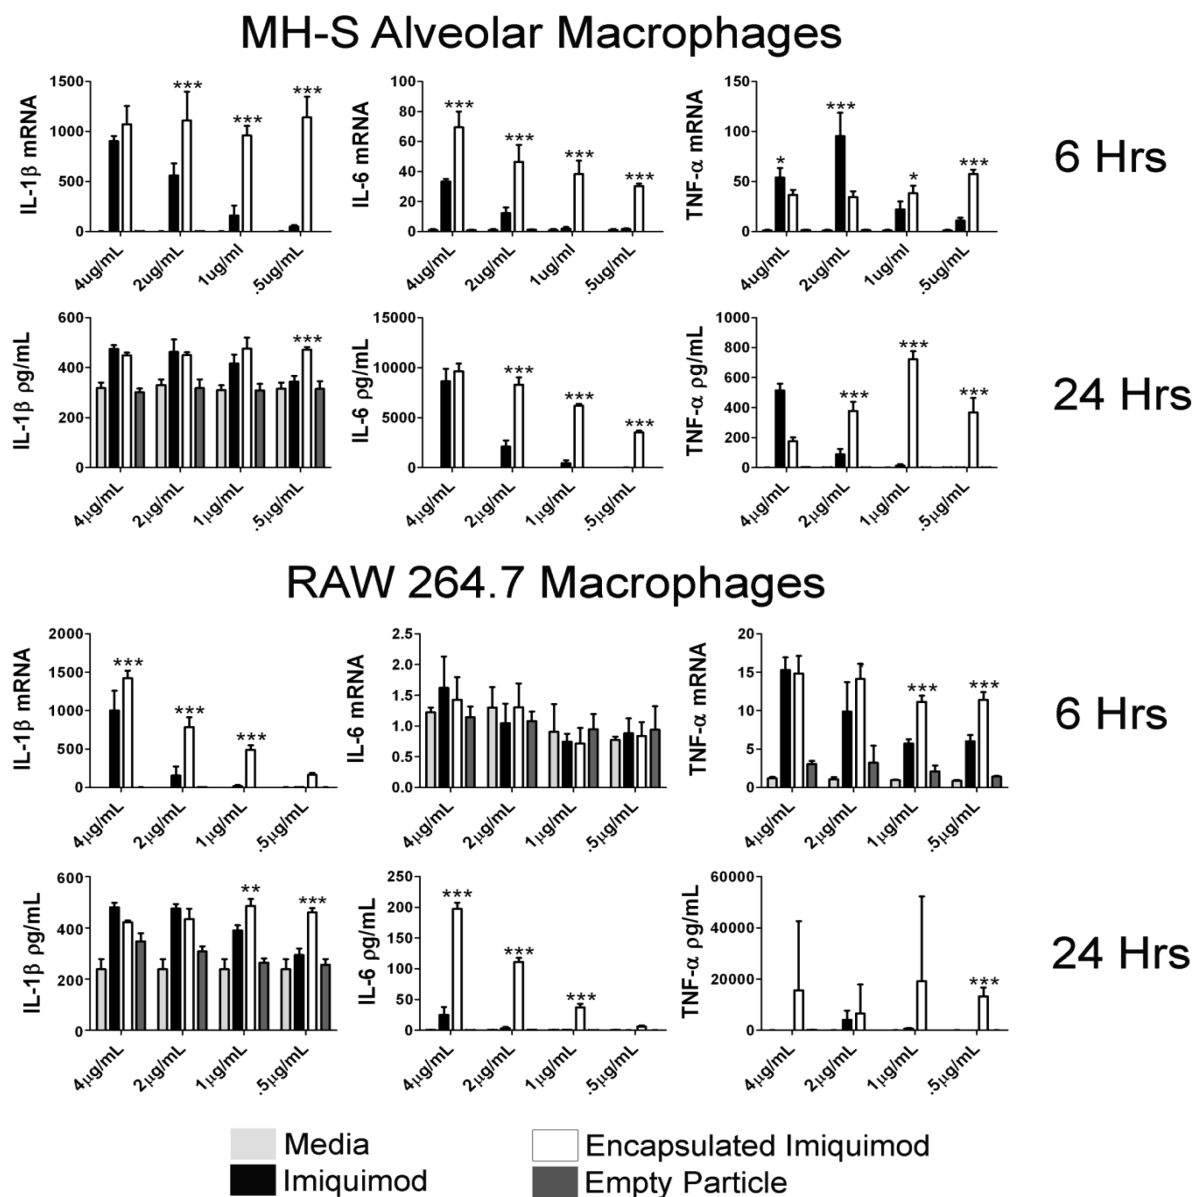 MH-S Alveolar Macrophages
IL-1β mRNA
1500
1000
500
0
***
***
***
4ug/mL
2ug/mL
1ug/ml
.5ug/mL
IL-6 mRNA
100
80
60
40
20
0
***
***
***
***
4ug/mL
2ug/mL
1ug/ml
.5ug/mL
TNF-α mRNA
150
100
50
0
*
***
*
***
4ug/mL
2ug/mL
1ug/ml
.5ug/mL
6 Hrs
IL-1β ρg/mL
600
400
200
0
***
4µg/mL
2µg/mL
1µg/mL
.5µg/mL
IL-6 ρg/mL
15000
10000
5000
0
***
***
***
4µg/mL
2µg/mL
1µg/mL
.5µg/mL
TNF-α ρg/mL
1000
800
600
400
200
0
***
***
***
4µg/mL
2µg/mL
1µg/mL
.5µg/mL
24 Hrs
RAW 264.7 Macrophages
IL-1β mRNA
2000
1500
1000
500
0
***
***
***
4µg/mL
2µg/mL
1µg/mL
.5µg/mL
IL-6 mRNA
2.5
2.0
1.5
1.0
0.5
0.0
4µg/mL
2µg/mL
1µg/mL
.5µg/mL
TNF-α mRNA
20
15
10
5
0
***
***
4µg/mL
2µg/mL
1µg/mL
.5µg/mL
6 Hrs
IL-1β ρg/mL
600
400
200
0
**
***
4µg/mL
2µg/mL
1µg/mL
.5µg/mL
IL-6 ρg/mL
250
200
150
100
50
0
***
***
***
4µg/mL
2µg/mL
1µg/mL
.5µg/mL
TNF-α ρg/mL
60000
40000
20000
0
***
4µg/mL
2µg/mL
1µg/mL
.5µg/mL
24 Hrs
Media
Encapsulated Imiquimod
Imiquimod
Empty Particle